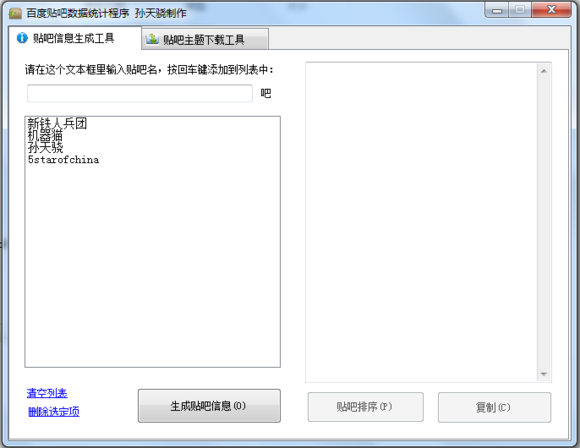 百度贴吧数据统计程序 孙天骁制作
贴吧信息生成工具
贴吧主题下载工具
请在这个文本框里输入贴吧名，按回车键添加到列表中：
吧
新铁人兵团
机器猫
孙天骁
5starofchina
清空列表
删除选定项
生成贴吧信息(O)
贴吧排序(P)
复制(C)